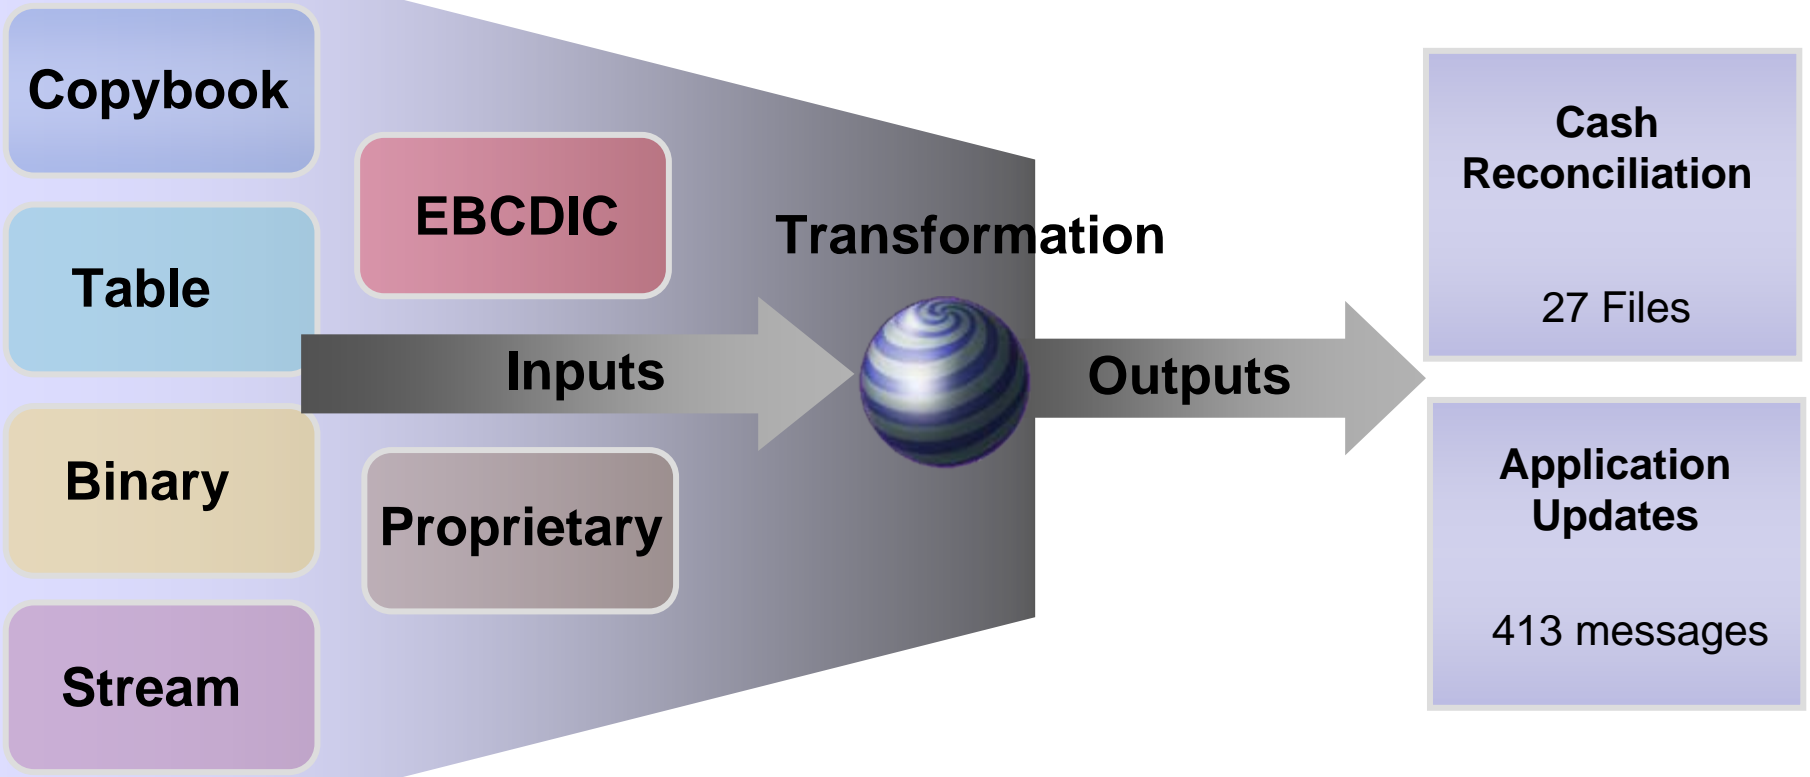 Copybook
Table
Binary
Stream
EBCDIC
Proprietary
Inputs
Transformation
Outputs
Cash
Reconciliation
27 Files
Application
Updates
413 messages